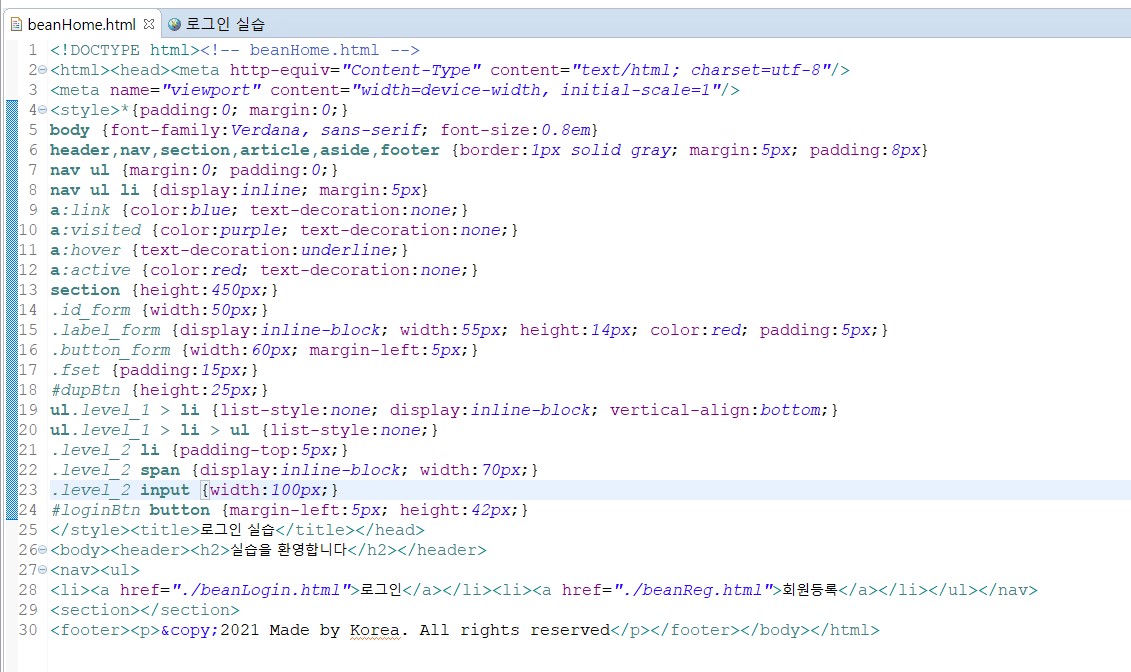 beanHome.html 로그인 실습
1 <!DOCTYPE html><!-- beanHome.html -->
2 <html><head><meta http-equiv="Content-Type" content="text/html; charset=utf-8"/>
3 <meta name="viewport" content="width=device-width, initial-scale=1"/>
4 <style>*{padding:0; margin:0;}
5 body {font-family:Verdana, sans-serif; font-size:0.8em}
6 header,nav,section,article,aside,footer {border:1px solid gray; margin:5px; padding:8px}
7 nav ul {margin:0; padding:0;}
8 nav ul li {display:inline; margin:5px}
9 a:link {color:blue; text-decoration:none;}
10 a:visited {color:purple; text-decoration:none;}
11 a:hover {text-decoration:underline;}
12 a:active {color:red; text-decoration:none;}
13 section {height:450px;}
14 .id_form {width:50px;}
15 .label_form {display:inline-block; width:55px; height:14px; color:red; padding:5px;}
16 .button_form {width:60px; margin-left:5px;}
17 .fset {padding:15px;}
18 #dupBtn {height:25px;}
19 ul.level_1 > li {list-style:none; display:inline-block; vertical-align:bottom;}
20 ul.level_1 > li > ul {list-style:none;}
21 .level_2 li {padding-top:5px;}
22 .level_2 span {display:inline-block; width:70px;}
23 .level_2 input {width:100px;}
24 #loginBtn button {margin-left:5px; height:42px;}
25 </style><title>로그인 실습</title></head>
26 <body><header><h2>실습을 환영합니다</h2></header>
27 <nav><ul>
28 <li><a href="./beanLogin.html">로그인</a></li><li><a href="./beanReg.html">회원등록</a></li></ul></nav>
29 <section></section>
30 <footer><p>&copy;2021 Made by Korea. All rights reserved</p></footer></body></html>